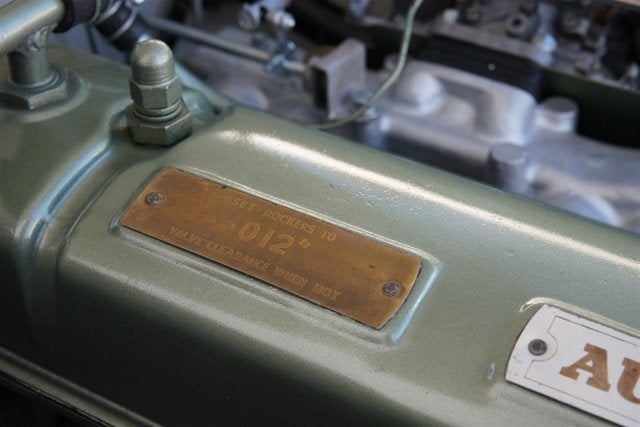 SET ROCKERS TO
·012"
VALVE CLEARANCE WHEN HOT
AU